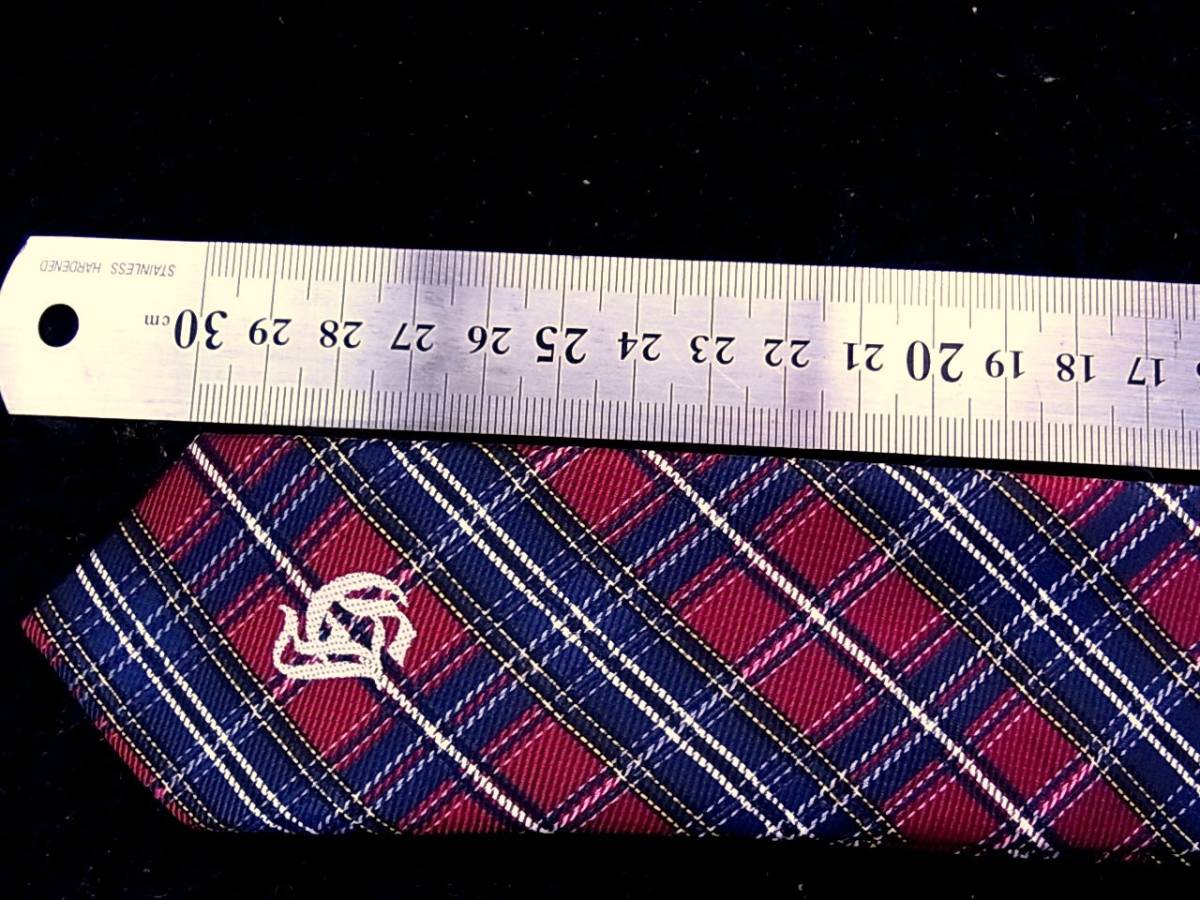 STAINLESS HARDENED
cm 30 29 28 27 26 25 24 23 22 21 20 19 18 17